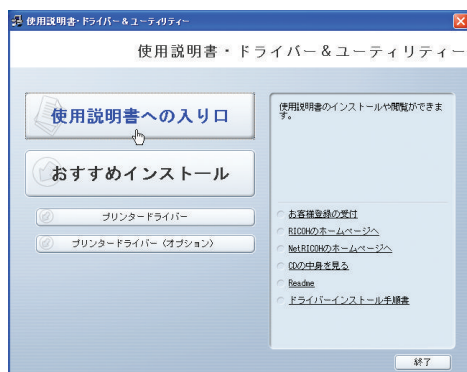 使用説明書・ドライバー＆ユーティリティー
使用説明書・ドライバー＆ユーティリティー
使用説明書への入り口
おすすめインストール
プリンタードライバー
プリンタードライバー（オプション）
使用説明書のインストールや閲覧ができま
す。
お客様登録の受付
RICOHのホームページへ
NetRICOHのホームページへ
CDの中身を見る
Readme
ドライバーインストール手順書
終了